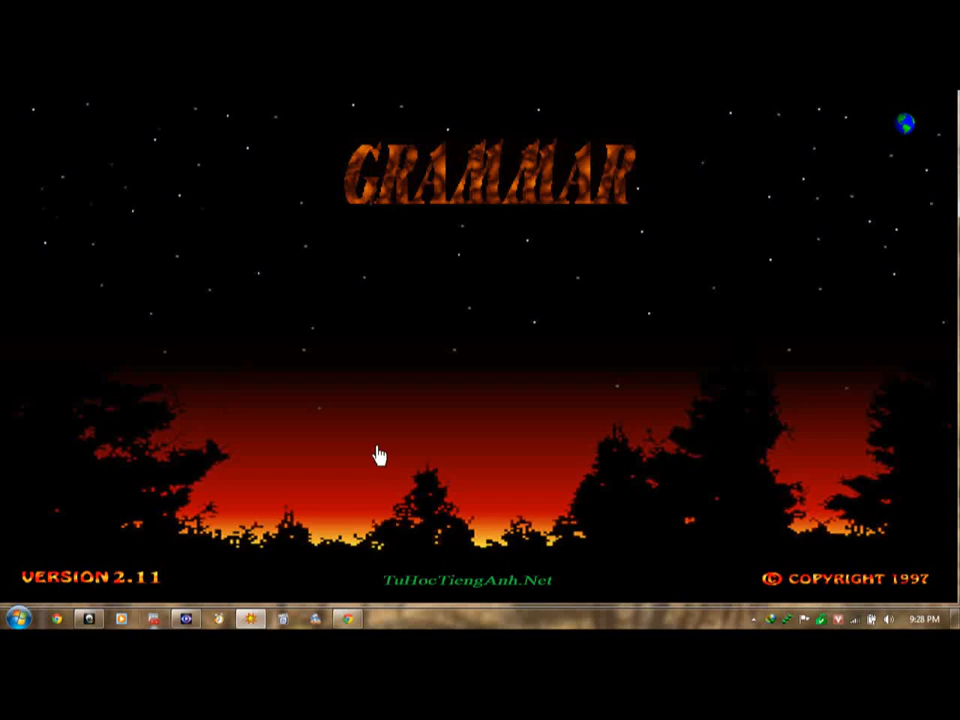 GRAMMAR
VERSION 2.11
TuHocTiengAnh.Net
© COPYRIGHT 1997
9:28 PM